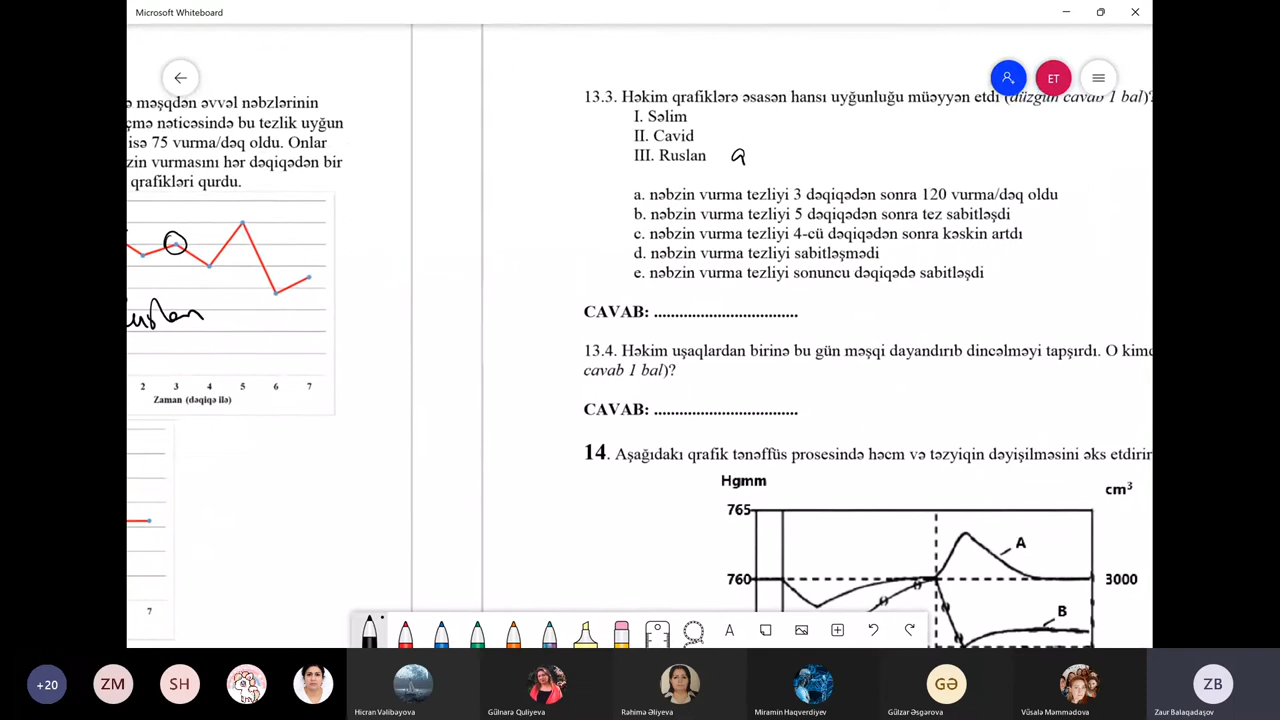 Microsoft Whiteboard
ə məşqdən əvvəl nəbzlərinin
çmə nəticəsində bu tezlik uyğun
isə 75 vurma/dəq oldu. Onlar
zin vurmasını hər dəqiqədən bir
qrafikləri qurdu.
2 3 4 5 6 7
Zaman (dəqiqə ilə)
7
ET
13.3. Həkim qrafiklərə əsasən hansı uyğunluğu müəyyən etdi (düzgün cavab 1 bal)?
I. Səlim
II. Cavid
III. Ruslan a
a. nəbzin vurma tezliyi 3 dəqiqədən sonra 120 vurma/dəq oldu
b. nəbzin vurma tezliyi 5 dəqiqədən sonra tez sabitləşdi
c. nəbzin vurma tezliyi 4-cü dəqiqədən sonra kəskin artdı
d. nəbzin vurma tezliyi sabitləşmədi
e. nəbzin vurma tezliyi sonuncu dəqiqədə sabitləşdi
CAVAB: ..................................
13.4. Həkim uşaqlardan birinə bu gün məşqi dayandırıb dincəlməyi tapşırdı. O kimd
cavab 1 bal)?
CAVAB: ..................................
14. Aşağıdakı qrafik tənəffüs prosesində həcm və təzyiqin dəyişilməsini əks etdirir
Hgmm
cm³
765
A
760
3000
B
A
+20
ZM
SH
GƏ
ZB
Hicran Vəlibəyova
Gülnarə Quliyeva
Rəhimə Əliyeva
Miramin Haqverdiyev
Gülzar Əsgərova
Vüsalə Məmmədova
Zaur Balaqadaşov